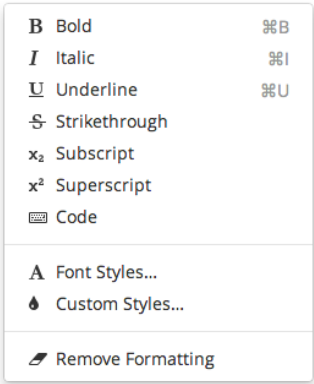 B Bold ⌘B
I Italic ⌘I
U Underline ⌘U
S Strikethrough
x₂ Subscript
x² Superscript
Code
A Font Styles...
Custom Styles...
Remove Formatting